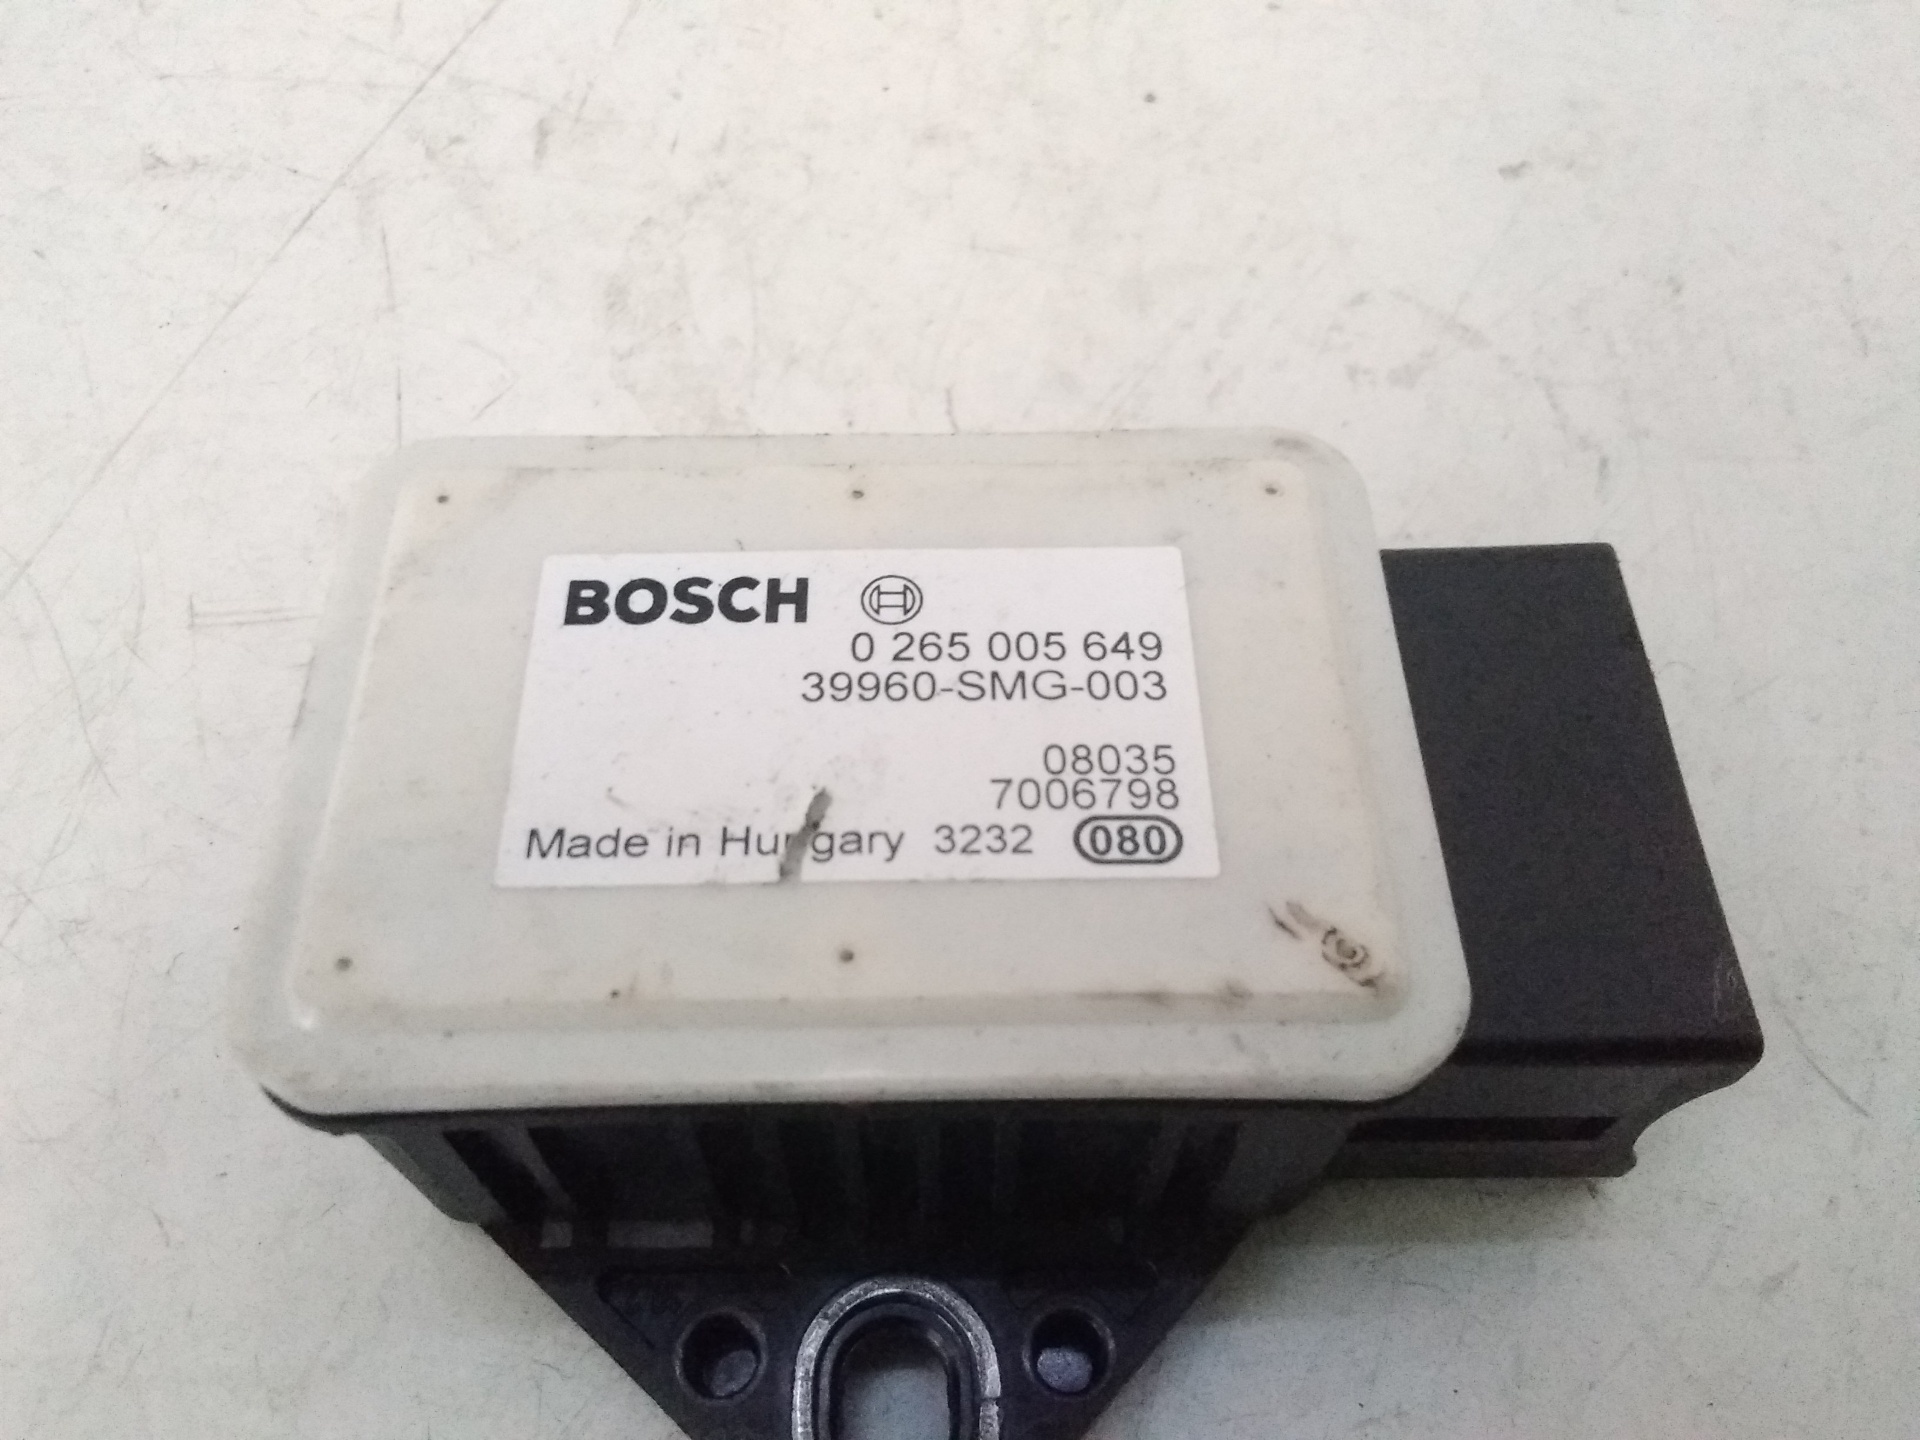 BOSCH
0 265 005 649
39960-SMG-003
08035
7006798
Made in Hungary 3232 080